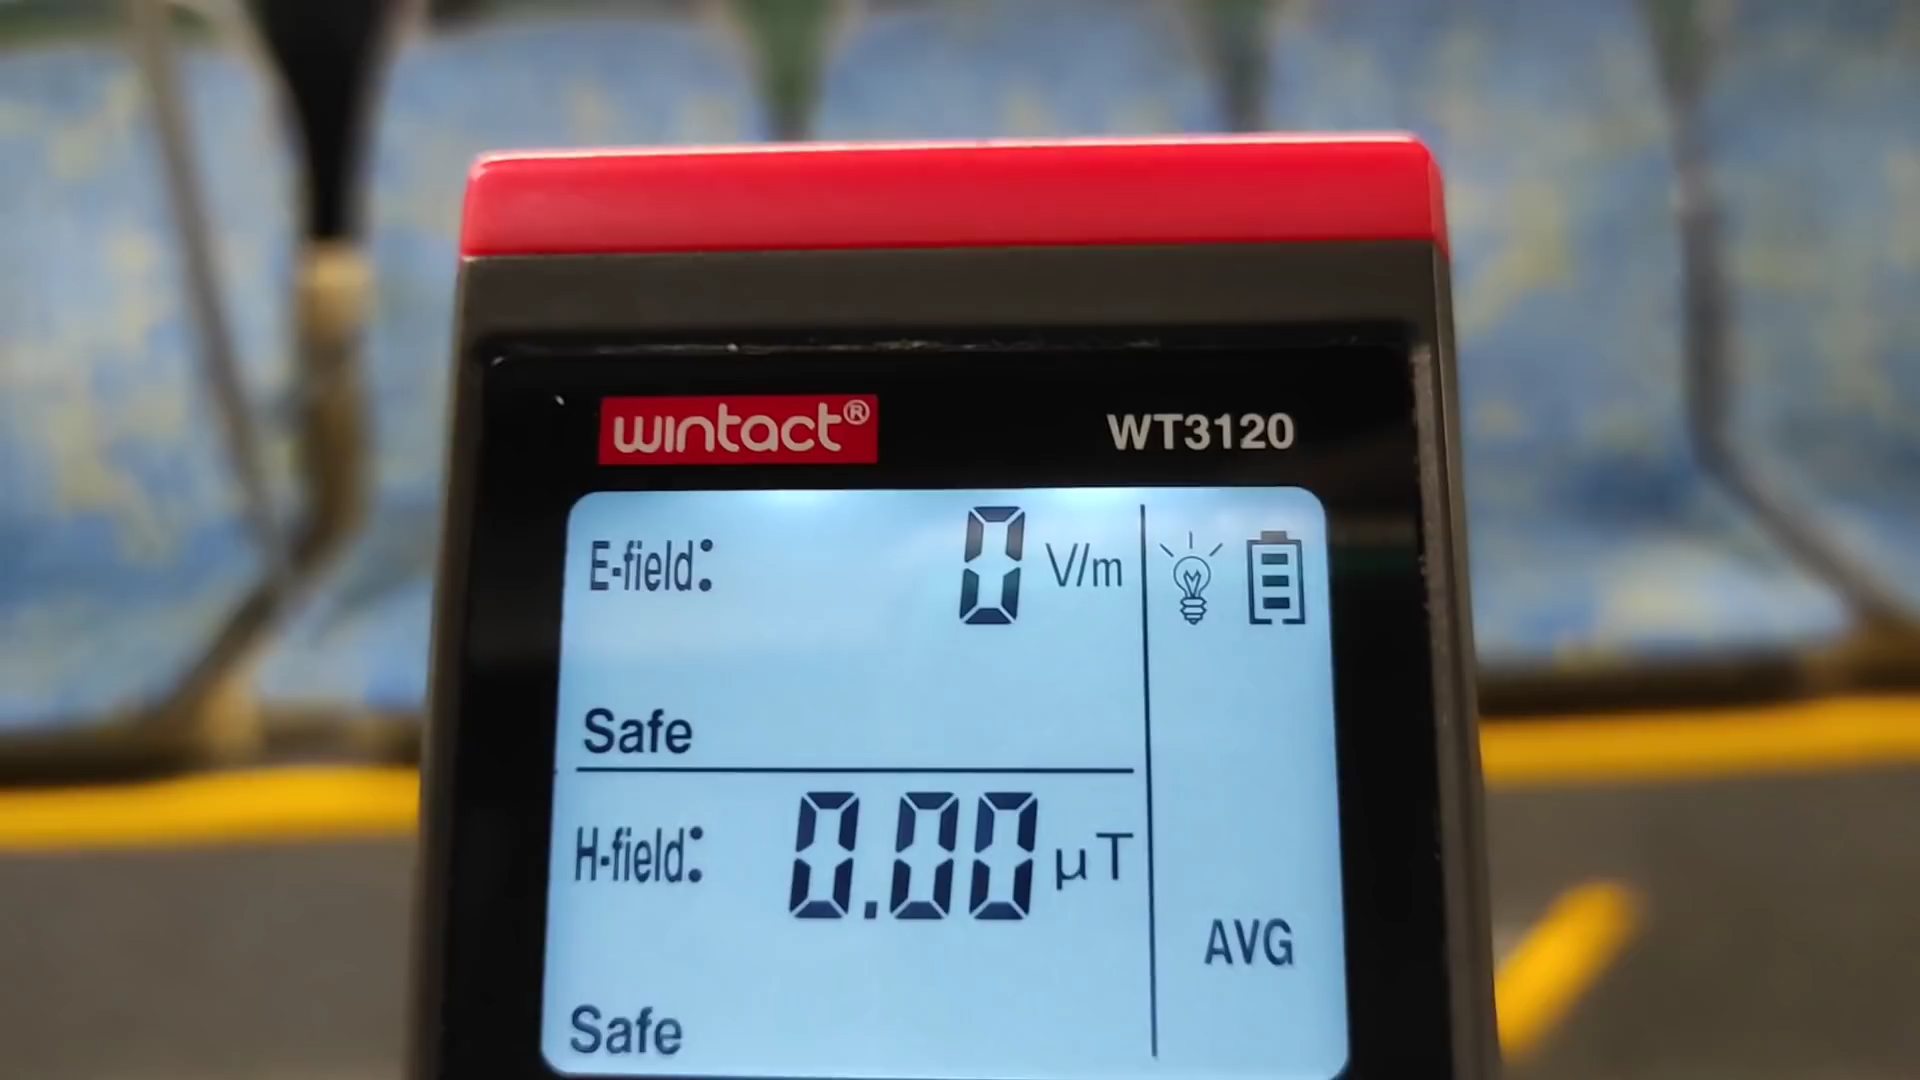 wintact®
WT3120
E-field: 0 V/m
Safe
H-field: 0.00 μT
AVG
Safe